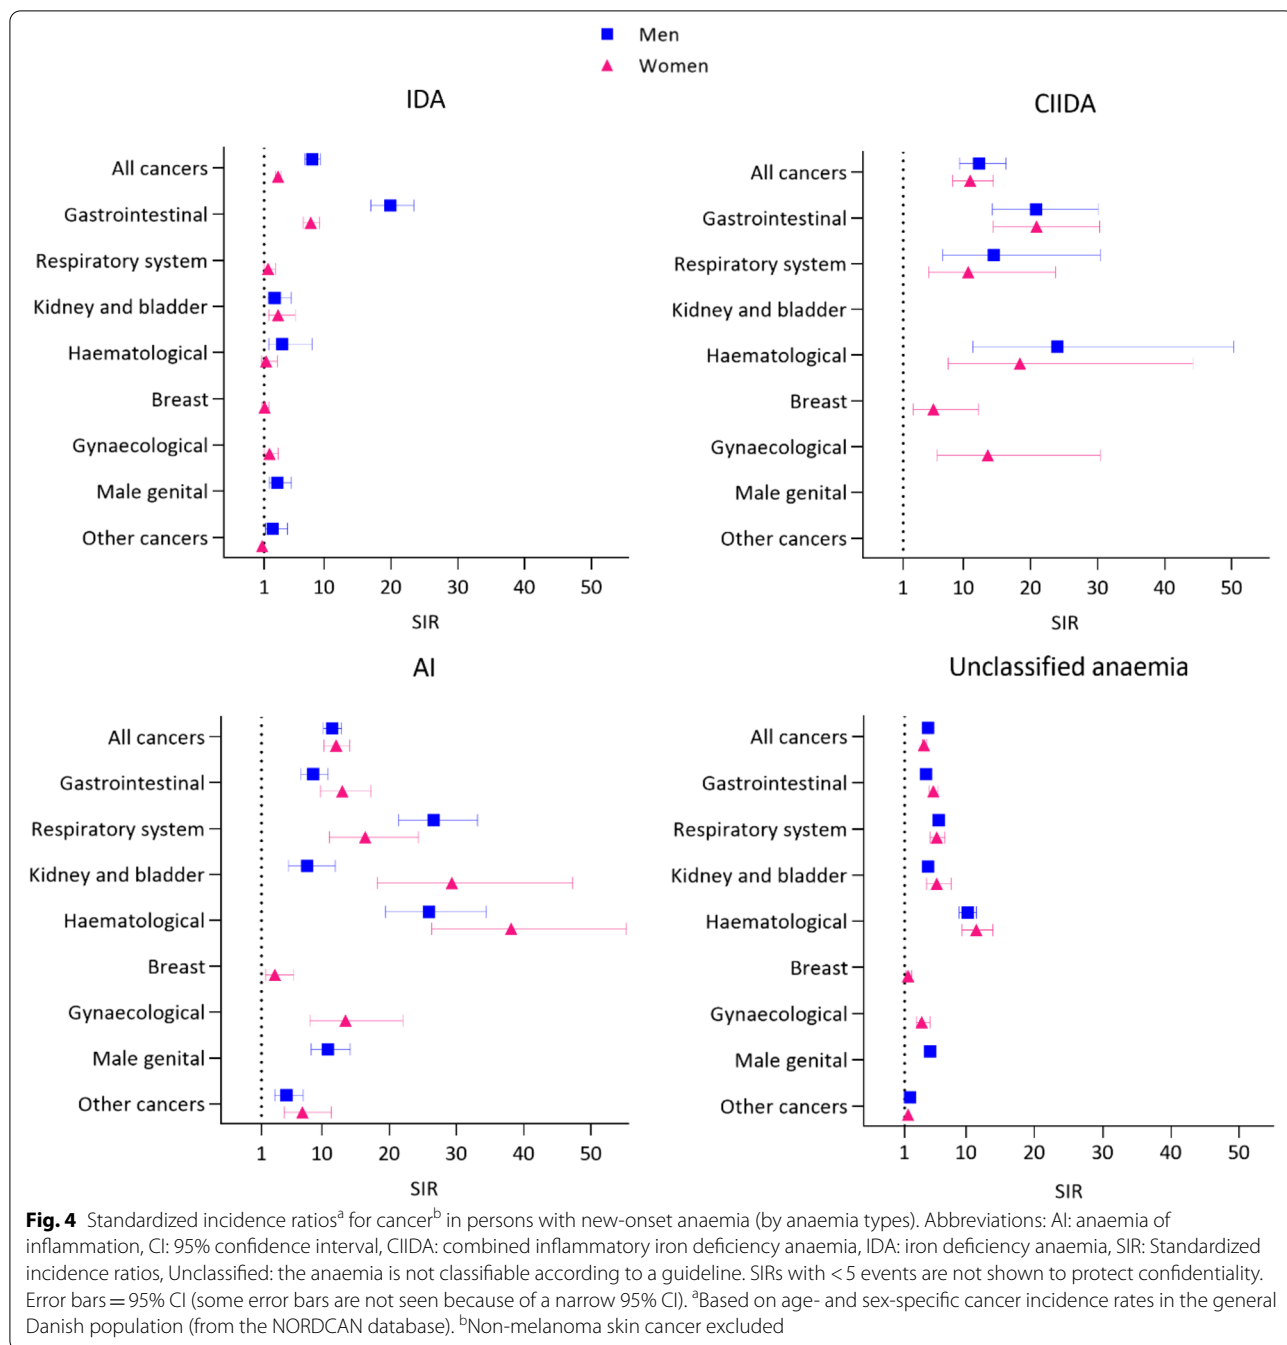 Men
Women
IDA
All cancers
Gastrointestinal
Respiratory system
Kidney and bladder
Haematological
Breast
Gynaecological
Male genital
Other cancers
1 10 20 30 40 50
SIR
CIIDA
All cancers
Gastrointestinal
Respiratory system
Kidney and bladder
Haematological
Breast
Gynaecological
Male genital
Other cancers
1 10 20 30 40 50
SIR
AI
All cancers
Gastrointestinal
Respiratory system
Kidney and bladder
Haematological
Breast
Gynaecological
Male genital
Other cancers
1 10 20 30 40 50
SIR
Unclassified anaemia
All cancers
Gastrointestinal
Respiratory system
Kidney and bladder
Haematological
Breast
Gynaecological
Male genital
Other cancers
1 10 20 30 40 50
SIR
Fig. 4 Standardized incidence ratiosᵃ for cancerᵇ in persons with new-onset anaemia (by anaemia types). Abbreviations: AI: anaemia of
inflammation, CI: 95% confidence interval, CIIDA: combined inflammatory iron deficiency anaemia, IDA: iron deficiency anaemia, SIR: Standardized
incidence ratios, Unclassified: the anaemia is not classifiable according to a guideline. SIRs with < 5 events are not shown to protect confidentiality.
Error bars = 95% CI (some error bars are not seen because of a narrow 95% CI). ᵃBased on age- and sex-specific cancer incidence rates in the general
Danish population (from the NORDCAN database). ᵇNon-melanoma skin cancer excluded